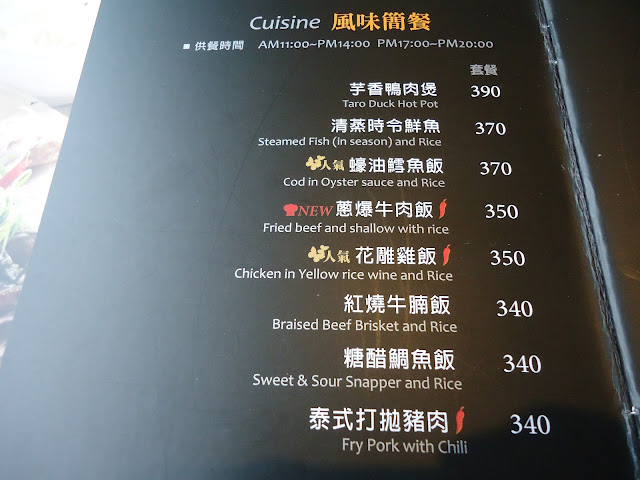 Cuisine 風味簡餐
■ 供餐時間 AM11:00~PM14:00 PM17:00~PM20:00
套餐
芋香鴨肉煲 390
Taro Duck Hot Pot
清蒸時令鮮魚 370
Steamed Fish (in season) and Rice
人氣 蠔油鱈魚飯 370
Cod in Oyster sauce and Rice
NEW 蔥爆牛肉飯 350
Fried beef and shallow with rice
人氣 花雕雞飯 350
Chicken in Yellow rice wine and Rice
紅燒牛腩飯 340
Braised Beef Brisket and Rice
糖醋鯛魚飯 340
Sweet & Sour Snapper and Rice
泰式打拋豬肉 340
Fry Pork with Chili